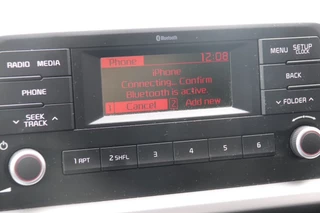 Bluetooth
Phone 12:08
iPhone
Connecting... Confirm
Bluetooth is active.
1 Cancel 2 Add new
RADIO MEDIA
PHONE
SEEK
TRACK
MENU SETUP
CLOCK
BACK
FOLDER
1 RPT 2 SHFL 3 4 5 6